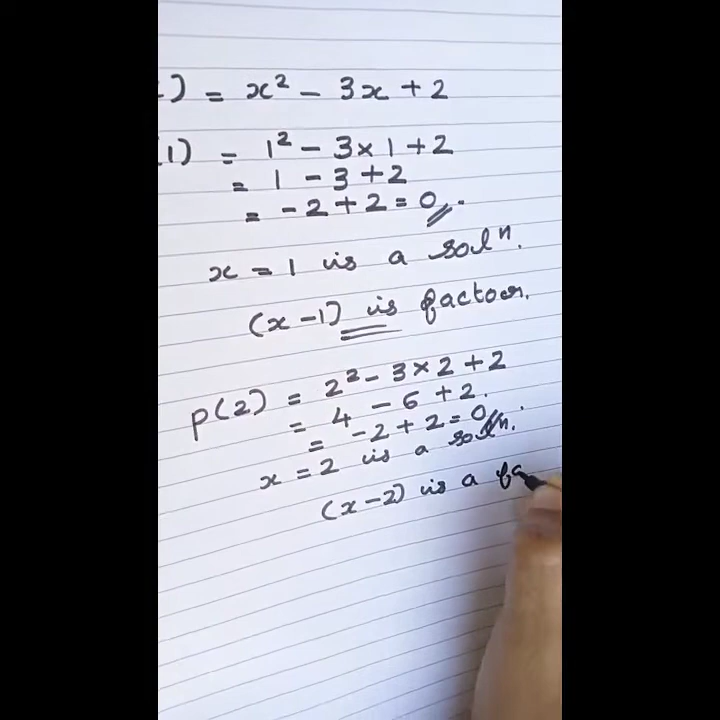 ) = x² - 3x + 2
(1) = 1² - 3 × 1 + 2
= 1 - 3 + 2
= - 2 + 2 = 0
x = 1 is a solⁿ.
(x - 1) is factor.
p(2) = 2² - 3 × 2 + 2
= 4 - 6 + 2.
= -2 + 2 = 0
x = 2 is a solⁿ.
(x - 2) is a fa